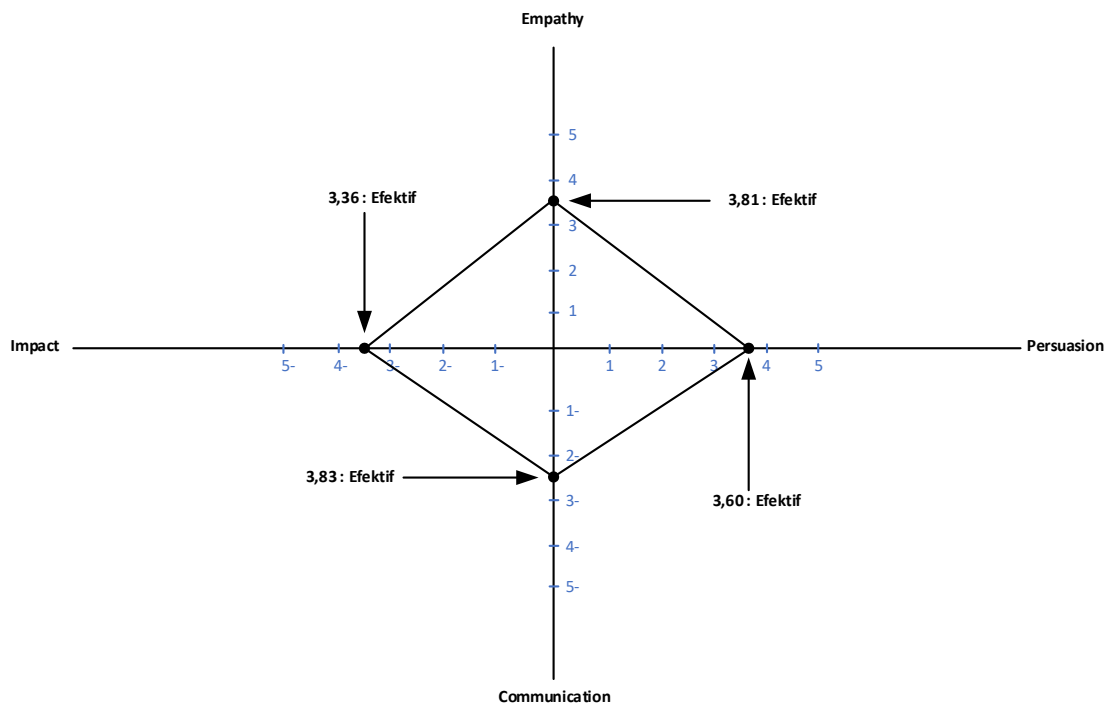 Empathy
5
4
3,36 : Efektif
3,81 : Efektif
3
2
1
Impact
Persuasion
5-
4-
3-
2-
1-
1
2
3
4
5
1-
2-
3,83 : Efektif
3-
3,60 : Efektif
4-
5-
Communication